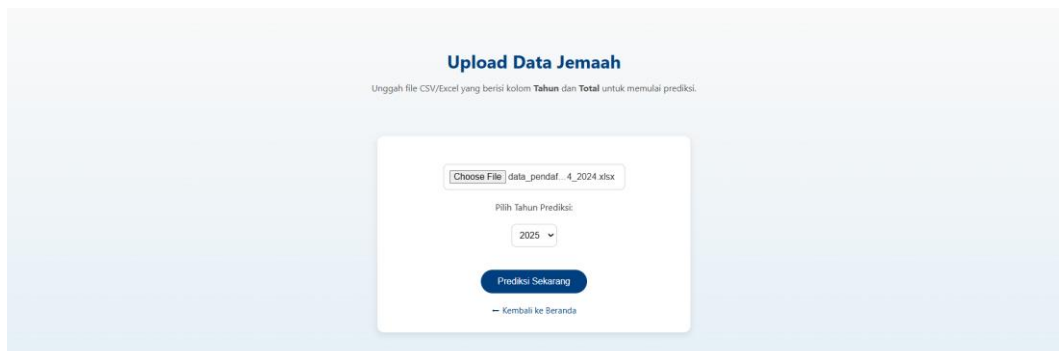 Upload Data Jemaah
Unggah file CSV/Excel yang berisi kolom Tahun dan Total untuk memulai prediksi.
Choose File data_pendaf...4_2024.xlsx
Pilih Tahun Prediksi:
2025
Prediksi Sekarang
← Kembali ke Beranda